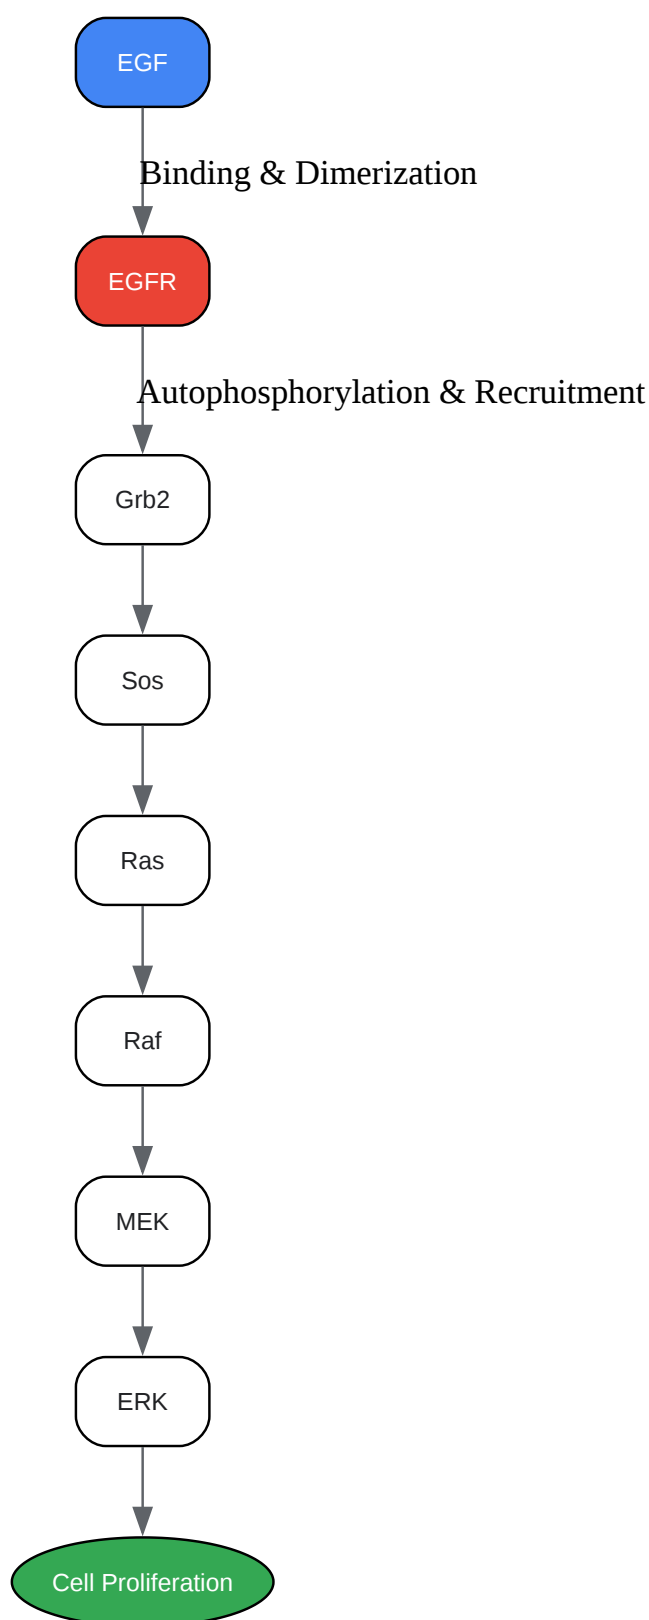 EGF
Binding & Dimerization
EGFR
Autophosphorylation & Recruitment
Grb2
Sos
Ras
Raf
MEK
ERK
Cell Proliferation